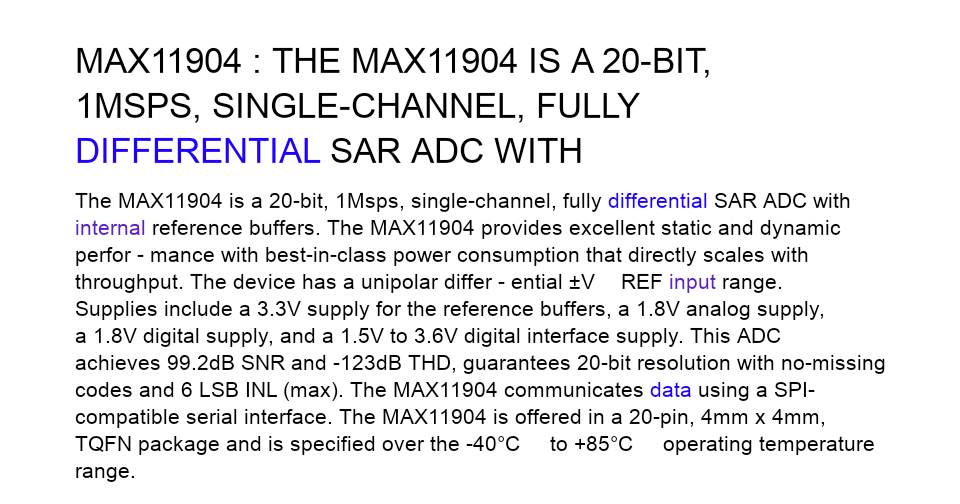 MAX11904 : THE MAX11904 IS A 20-BIT,
1MSPS, SINGLE-CHANNEL, FULLY
DIFFERENTIAL SAR ADC WITH
The MAX11904 is a 20-bit, 1Msps, single-channel, fully differential SAR ADC with
internal reference buffers. The MAX11904 provides excellent static and dynamic
perfor - mance with best-in-class power consumption that directly scales with
throughput. The device has a unipolar differ - ential ±V REF input range.
Supplies include a 3.3V supply for the reference buffers, a 1.8V analog supply,
a 1.8V digital supply, and a 1.5V to 3.6V digital interface supply. This ADC
achieves 99.2dB SNR and -123dB THD, guarantees 20-bit resolution with no-missing
codes and 6 LSB INL (max). The MAX11904 communicates data using a SPI-
compatible serial interface. The MAX11904 is offered in a 20-pin, 4mm x 4mm,
TQFN package and is specified over the -40°C to +85°C operating temperature
range.